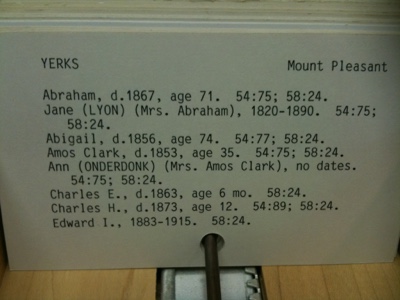 YERKS Mount Pleasant
Abraham, d.1867, age 71. 54:75; 58:24.
Jane (LYON) (Mrs. Abraham), 1820-1890. 54:75;
58:24.
Abigail, d.1856, age 74. 54:77; 58:24.
Amos Clark, d.1853, age 35. 54:75; 58:24.
Ann (ONDERDONK) (Mrs. Amos Clark), no dates.
54:75; 58:24.
Charles E., d.1863, age 6 mo. 58:24.
Charles H., d.1873, age 12. 54:89; 58:24.
Edward I., 1883-1915. 58:24.